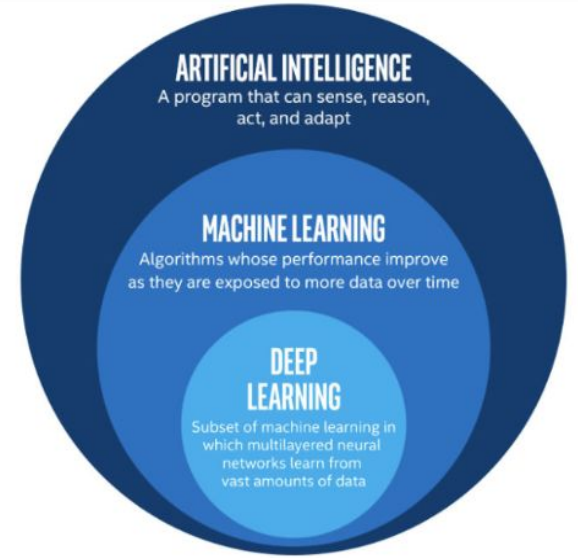 ARTIFICIAL INTELLIGENCE
A program that can sense, reason,
act, and adapt
MACHINE LEARNING
Algorithms whose performance improve
as they are exposed to more data over time
DEEP
LEARNING
Subset of machine learning in
which multilayered neural
networks learn from
vast amounts of data